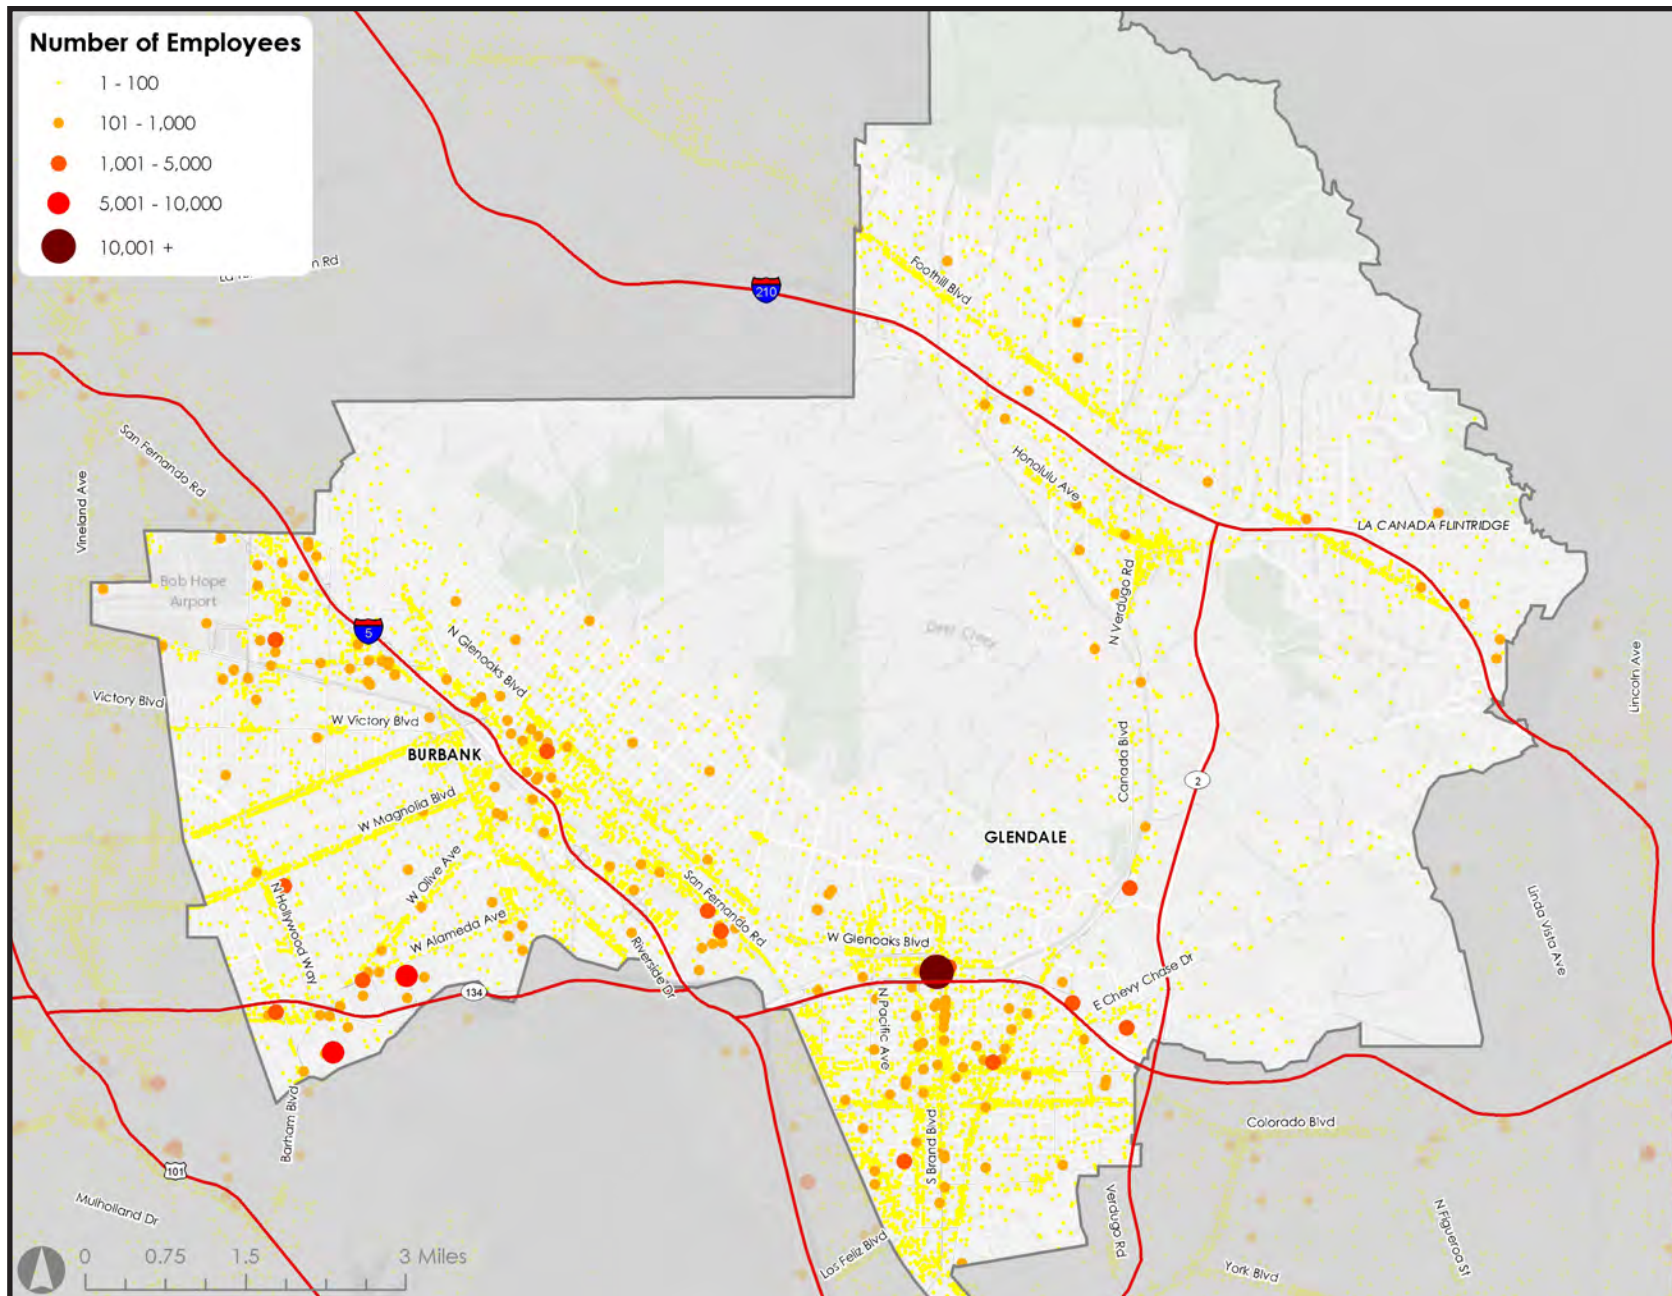 Number of Employees
1 - 100
101 - 1,000
1,001 - 5,000
5,001 - 10,000
10,001 +
n Rd
210
Foothill Blvd
San Fernando Rd
Vineland Ave
Honolulu Ave
LA CANADA FLINTRIDGE
Bob Hope
Airport
5
N Glenoaks Blvd
N Verdugo Rd
Deer Creek
Lincoln Ave
Victory Blvd
W Victory Blvd
BURBANK
Canada Blvd
2
W Magnolia Blvd
GLENDALE
W Olive Ave
San Fernando Rd
N Hollywood Way
W Alameda Ave
W Glenoaks Blvd
Linda Vista Ave
Riverside Dr
134
E Chevy Chase Dr
N Pacific Ave
Barham Blvd
S Brand Blvd
Colorado Blvd
101
Mulholland Dr
Los Feliz Blvd
Verdugo Rd
York Blvd
N Figueroa St
0 0.75 1.5 3 Miles